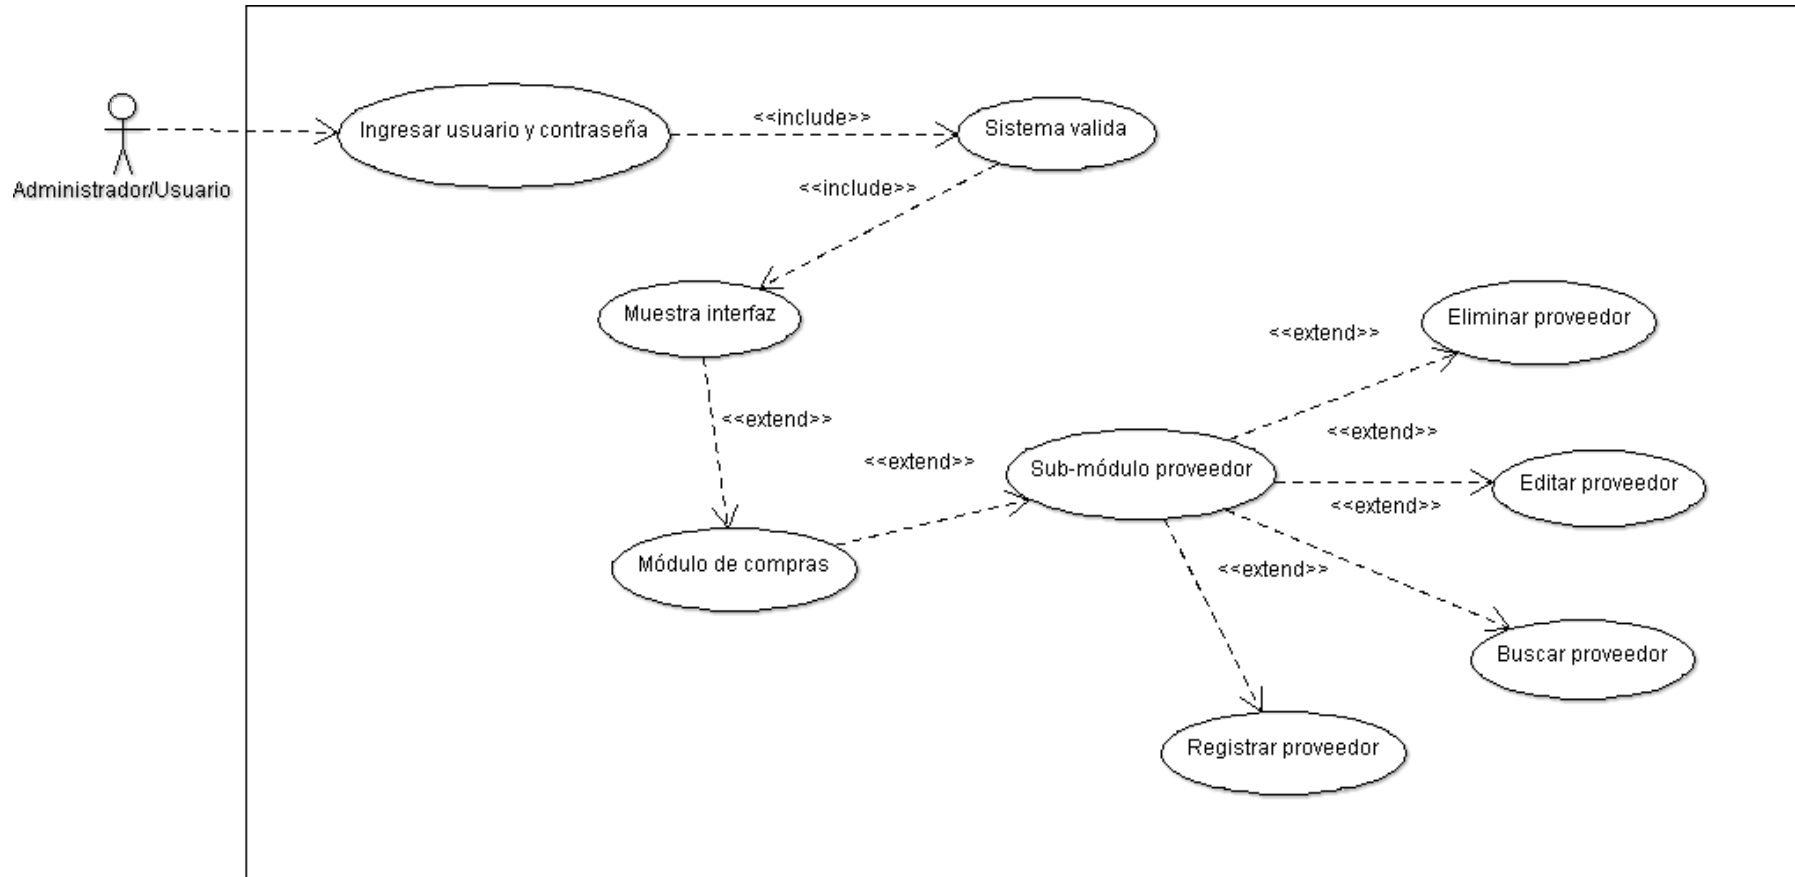 Ingresar usuario y contraseña
<<include>>
Sistema valida
Administrador/Usuario
<<include>>
Muestra interfaz
Eliminar proveedor
<<extend>>
<<extend>>
<<extend>>
<<extend>>
Sub-módulo proveedor
Editar proveedor
<<extend>>
Módulo de compras
<<extend>>
Buscar proveedor
Registrar proveedor